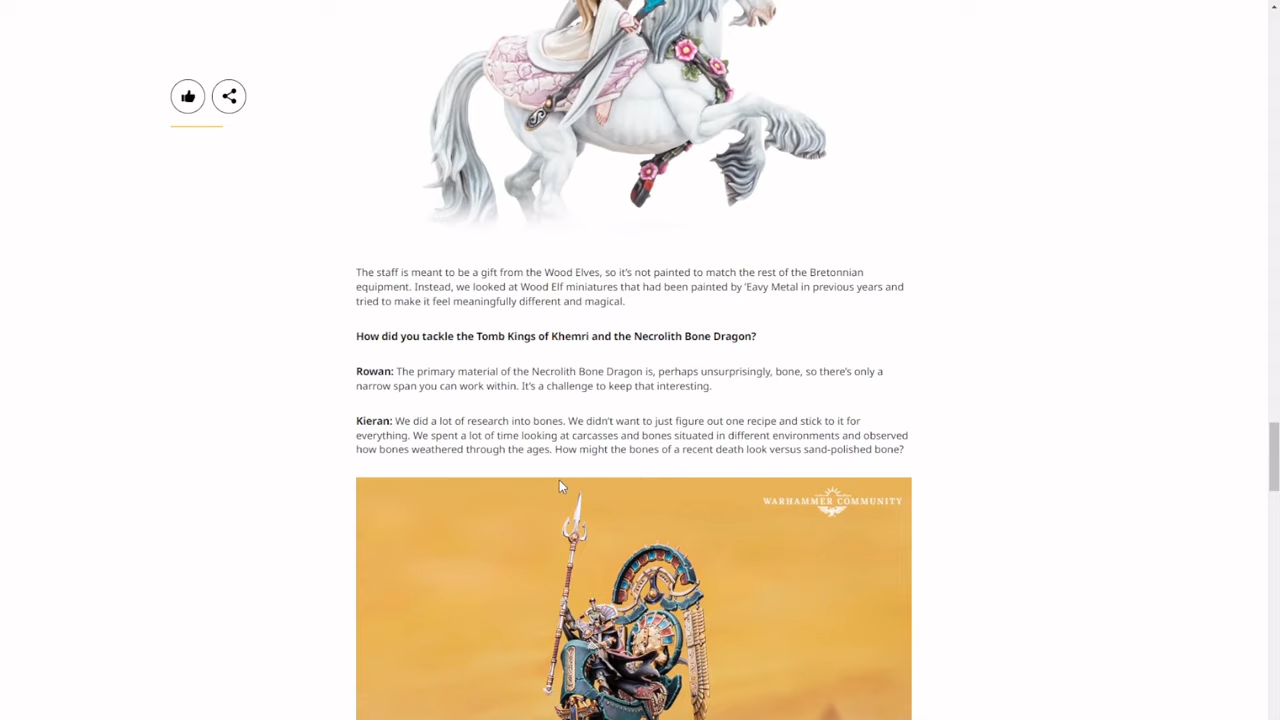 The staff is meant to be a gift from the Wood Elves, so it's not painted to match the rest of the Bretonnian
equipment. Instead, we looked at Wood Elf miniatures that had been painted by 'Eavy Metal in previous years and
tried to make it feel meaningfully different and magical.
How did you tackle the Tomb Kings of Khemri and the Necrolith Bone Dragon?
Rowan: The primary material of the Necrolith Bone Dragon is, perhaps unsurprisingly, bone, so there's only a
narrow span you can work within. It's a challenge to keep that interesting.
Kieran: We did a lot of research into bones. We didn't want to just figure out one recipe and stick to it for
everything. We spent a lot of time looking at carcasses and bones situated in different environments and observed
how bones weathered through the ages. How might the bones of a recent death look versus sand-polished bone?
WARHAMMER COMMUNITY